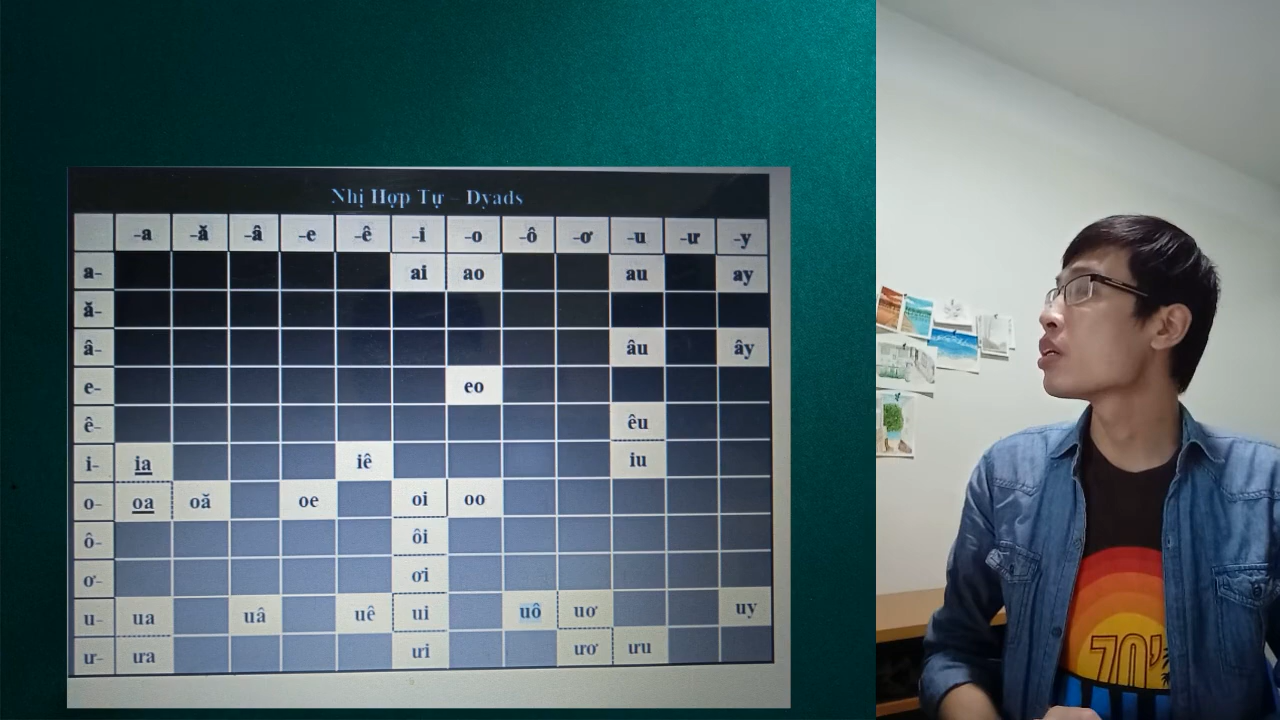 Nhị Hợp Tự – Dyads
-a -ă -â -e -ê -i -o -ô -ơ -u -ư -y
a- ai ao au ay
ă-
â- âu ây
e- eo
ê- êu
i- ia iê iu
o- oa oă oe oi oo
ô- ôi
ơ- ơi
u- ua uâ uê ui uô uơ uy
ư- ưa ưi ươ ưu
70'